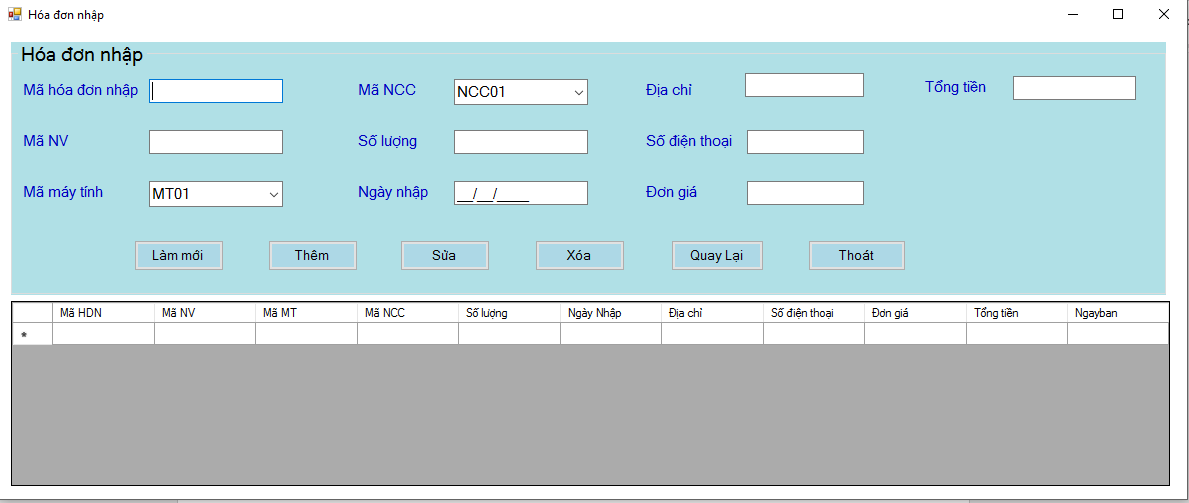 Hóa đơn nhập
Hóa đơn nhập
Mã hóa đơn nhập Mã NCC NCC01 Địa chỉ Tổng tiền
Mã NV Số lượng Số điện thoại
Mã máy tính MT01 Ngày nhập __/__/____ Đơn giá
Làm mới Thêm Sửa Xóa Quay Lại Thoát
Mã HDN Mã NV Mã MT Mã NCC Số lượng Ngày Nhập Địa chỉ Số điện thoại Đơn giá Tổng tiền Ngayban
*